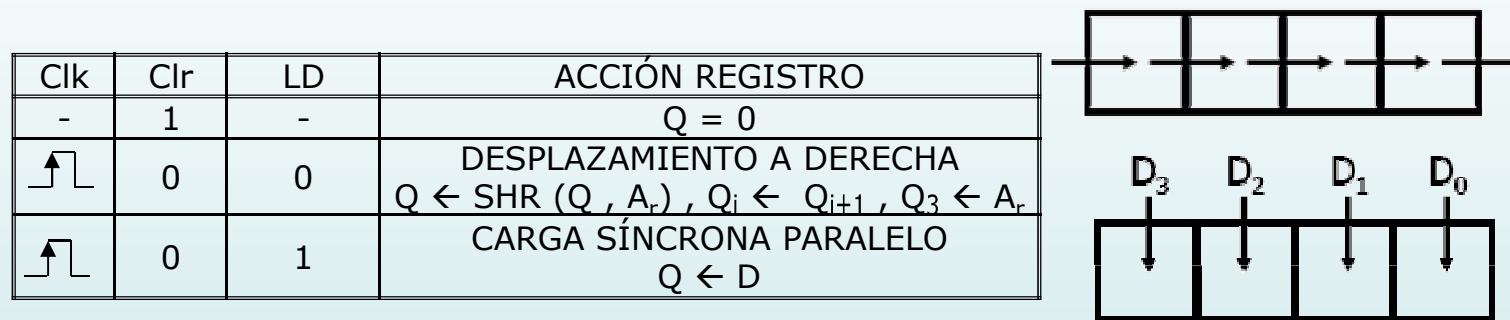 Clk Clr LD ACCIÓN REGISTRO
- 1 - Q = 0
0 0 DESPLAZAMIENTO A DERECHA
Q ← SHR (Q , Ar) , Qi ← Qi+1 , Q3 ← Ar
0 1 CARGA SÍNCRONA PARALELO
Q ← D
D3 D2 D1 D0